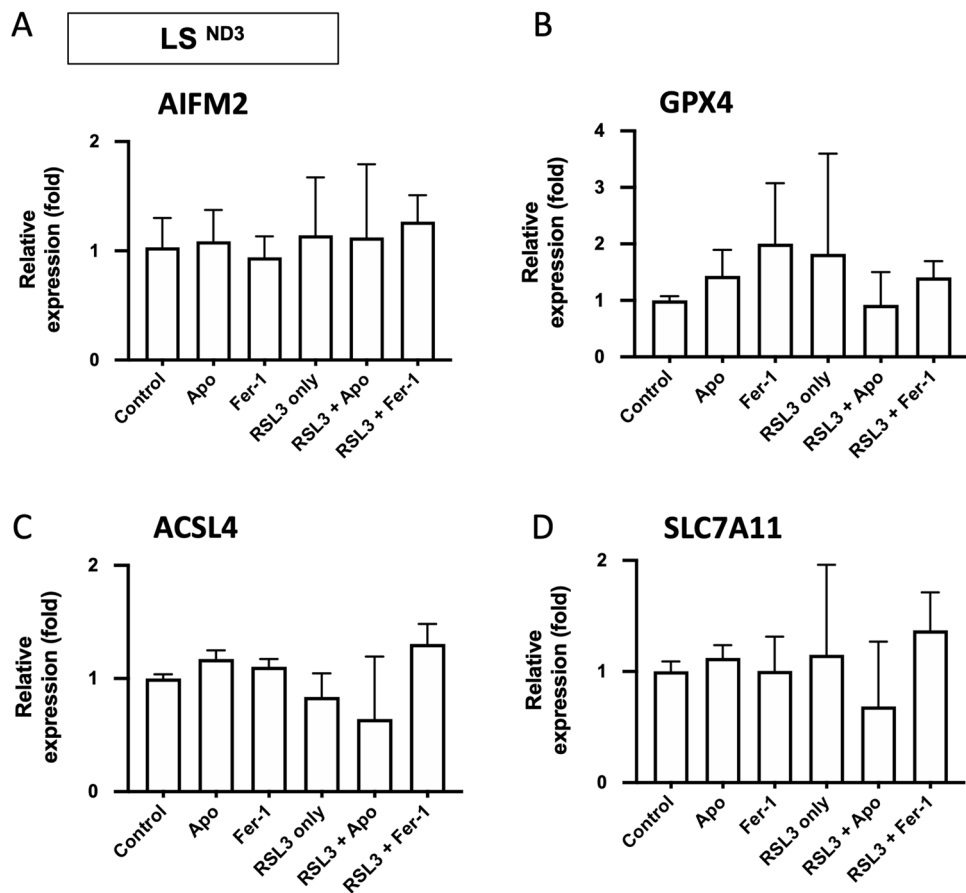 A
LS ND3
AIFM2
Relative
expression (fold)
2
1
0
Control
Apo
Fer-1
RSL3 only
RSL3 + Apo
RSL3 + Fer-1
B
GPX4
Relative
expression (fold)
4
3
2
1
0
Control
Apo
Fer-1
RSL3 only
RSL3 + Apo
RSL3 + Fer-1
C
ACSL4
Relative
expression (fold)
2
1
0
Control
Apo
Fer-1
RSL3 only
RSL3 + Apo
RSL3 + Fer-1
D
SLC7A11
Relative
expression (fold)
2
1
0
Control
Apo
Fer-1
RSL3 only
RSL3 + Apo
RSL3 + Fer-1